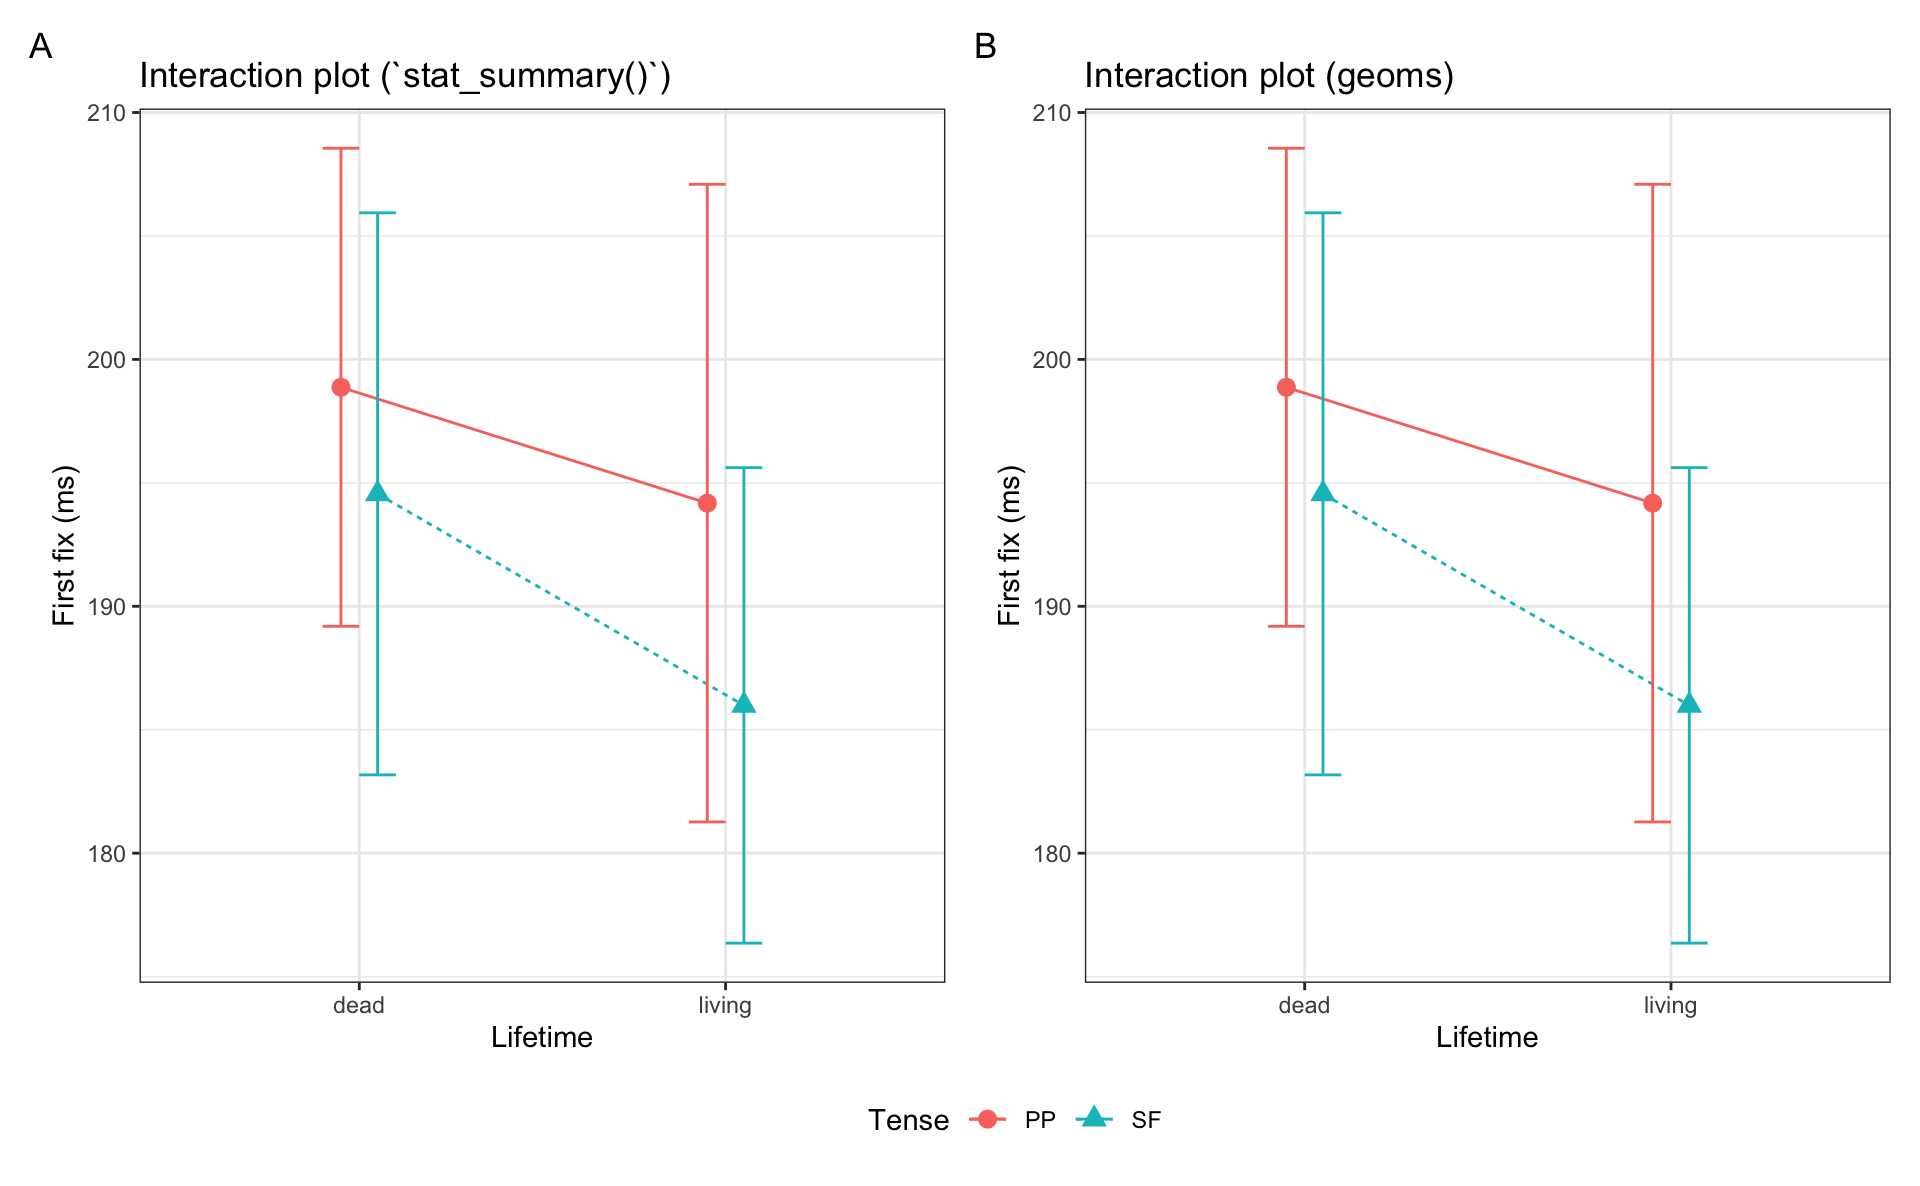 A
Interaction plot (`stat_summary()`)
210
200
190
180
First fix (ms)
dead living
Lifetime
B
Interaction plot (geoms)
210
200
190
180
First fix (ms)
dead living
Lifetime
Tense PP SF